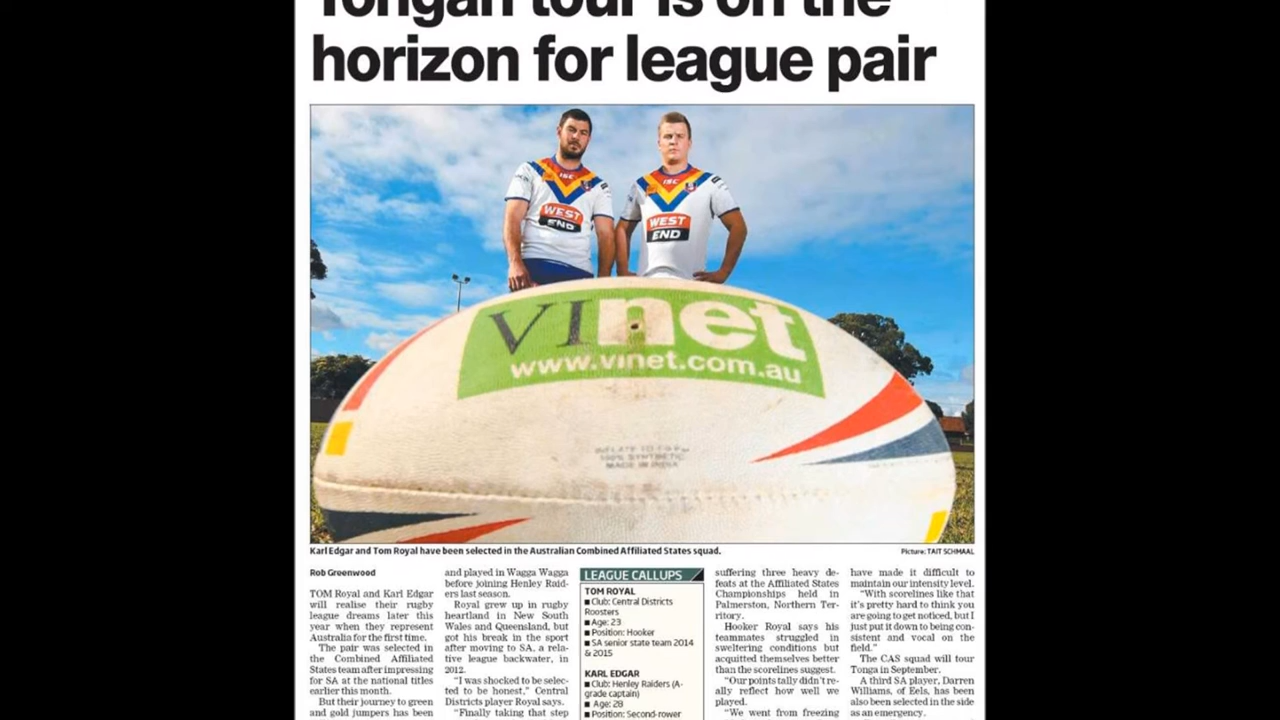 Tongan tour is on the
horizon for league pair
ISC
WEST
END
ISC
WEST
END
VInet
www.vinet.com.au
100% SYNTHETIC
MADE IN INDIA
Karl Edgar and Tom Royal have been selected in the Australian Combined Affiliated States squad.
Picture: TAIT SCHMAAL
Rob Greenwood
TOM Royal and Karl Edgar
will realise their rugby
league dreams later this
year when they represent
Australia for the first time.
The pair was selected in
the Combined Affiliated
States team after impressing
for SA at the national titles
earlier this month.
But their journey to green
and gold jumpers has been
and played in Wagga Wagga
before joining Henley Raid-
ers last season.
Royal grew up in rugby
heartland in New South
Wales and Queensland, but
got his break in the sport
after moving to SA, a rela-
tive league backwater, in
2012.
"I was shocked to be selec-
ted to be honest," Central
Districts player Royal says.
"Finally taking that step
LEAGUE CALLUPS
TOM ROYAL
■ Club: Central Districts
Roosters
■ Age: 23
■ Position: Hooker
■ SA senior state team 2014
& 2015
KARL EDGAR
■ Club: Henley Raiders (A-
grade captain)
■ Age: 28
■ Position: Second-rower
suffering three heavy de-
feats at the Affiliated States
Championships held in
Palmerston, Northern Ter-
ritory.
Hooker Royal says his
teammates struggled in
sweltering conditions but
acquitted themselves better
than the scorelines suggest.
"Our points tally didn't re-
ally reflect how well we
played.
"We went from freezing
have made it difficult to
maintain our intensity level.
"With scorelines like that
it's pretty hard to think you
are going to get noticed, but I
just put it down to being con-
sistent and vocal on the
field."
The CAS squad will tour
Tonga in September.
A third SA player, Darren
Williams, of Eels, has been
also been selected in the side
as an emergency.